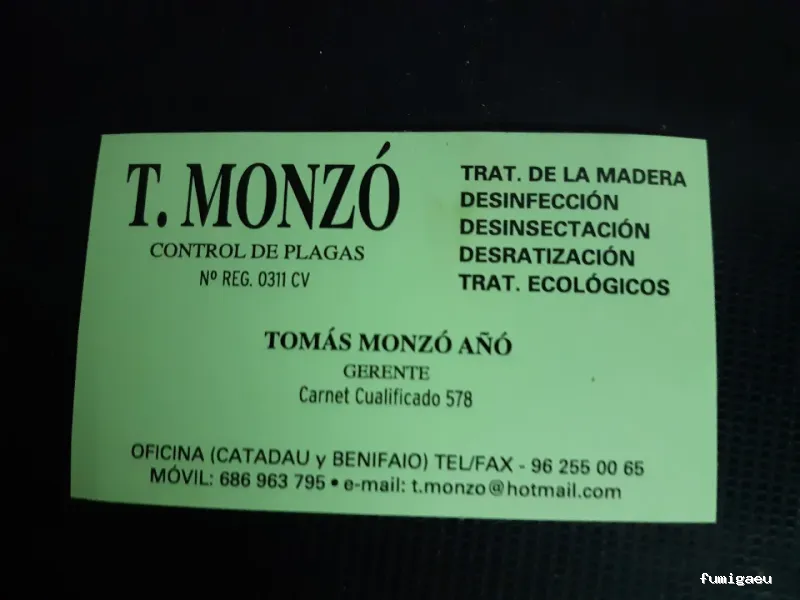 T. MONZÓ
CONTROL DE PLAGAS
Nº REG. 0311 CV
TRAT. DE LA MADERA
DESINFECCIÓN
DESINSECTACIÓN
DESRATIZACIÓN
TRAT. ECOLÓGICOS
TOMÁS MONZÓ AÑÓ
GERENTE
Carnet Cualificado 578
OFICINA (CATADAU y BENIFAIO) TEL/FAX - 96 255 00 65
MÓVIL: 686 963 795 • e-mail: t.monzo@hotmail.com
fumigaeu